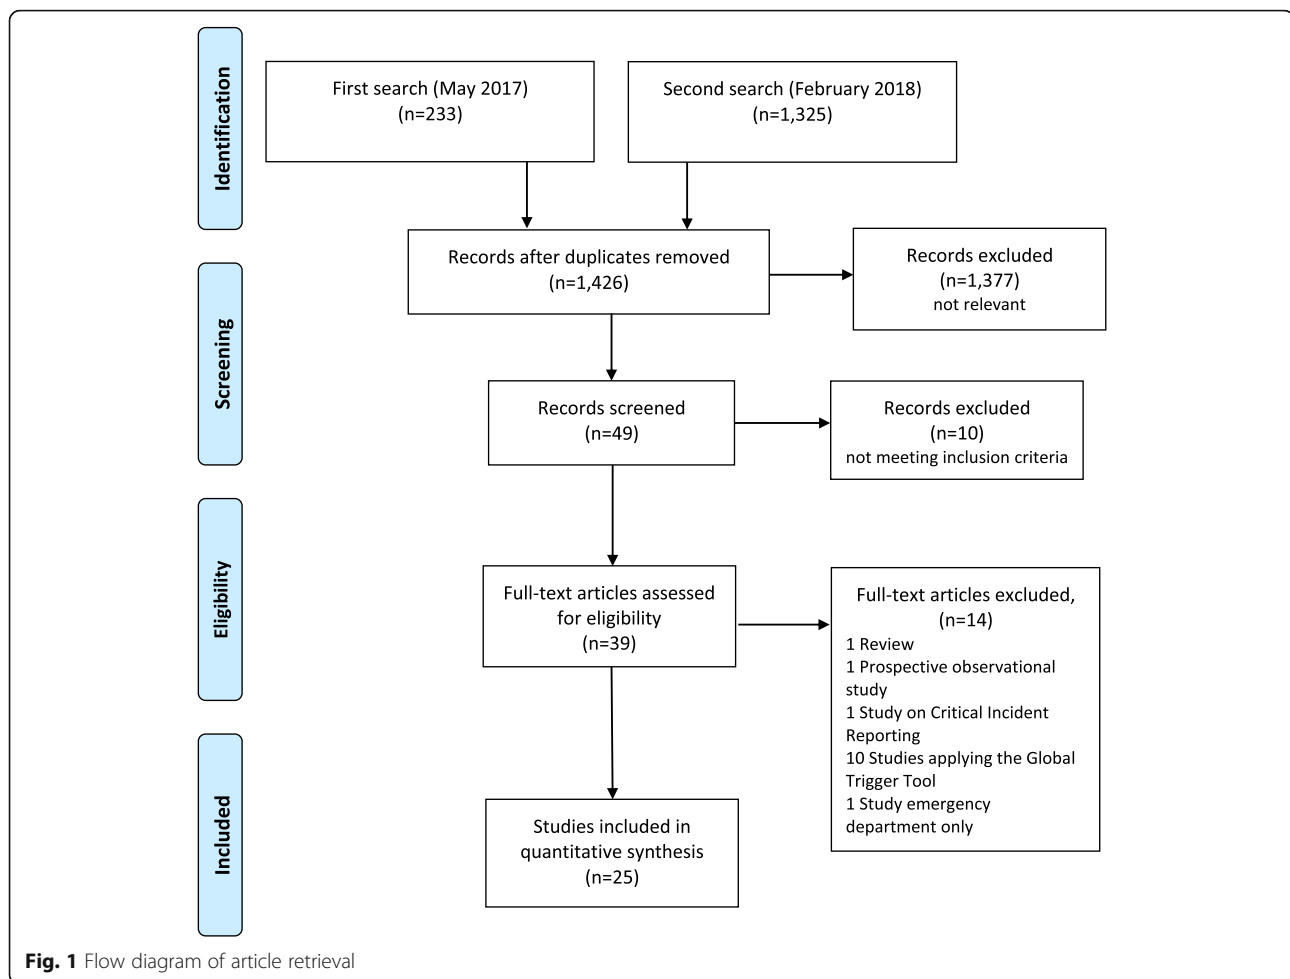 Identification
First search (May 2017)
(n=233)
Second search (February 2018)
(n=1,325)
Records after duplicates removed
(n=1,426)
Records excluded
(n=1,377)
not relevant
Screening
Records screened
(n=49)
Records excluded
(n=10)
not meeting inclusion criteria
Eligibility
Full-text articles assessed
for eligibility
(n=39)
Full-text articles excluded,
(n=14)
1 Review
1 Prospective observational
study
1 Study on Critical Incident
Reporting
10 Studies applying the Global
Trigger Tool
1 Study emergency
department only
Included
Studies included in
quantitative synthesis
(n=25)
Fig. 1 Flow diagram of article retrieval